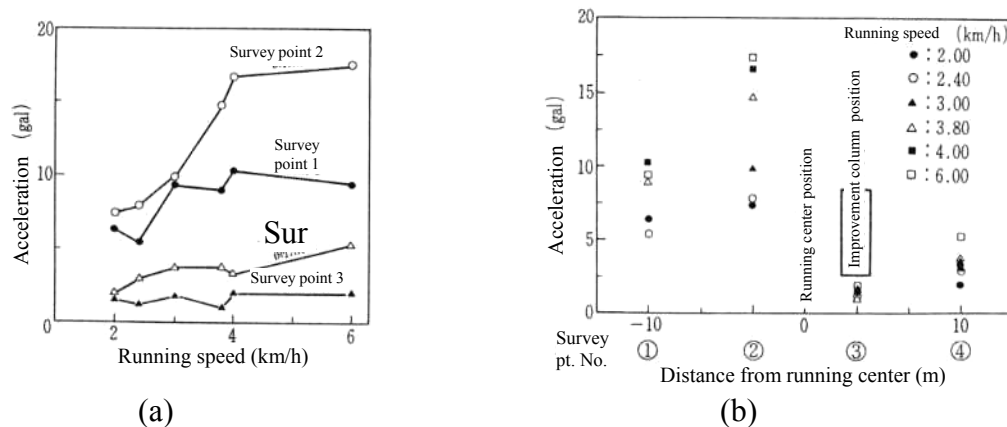 20
10
0
Acceleration (gal)
Survey point 2
Survey
point 1
Sur
Survey point 3
2
4
6
Running speed (km/h)
(a)
20
15
10
5
0
Acceleration (gal)
Running speed (km/h)
●:2.00
○:2.40
▲:3.00
△:3.80
■:4.00
□:6.00
Running center position
Improvement column position
-10
0
10
Survey
pt. No.
① ② ③ ④
Distance from running center (m)
(b)